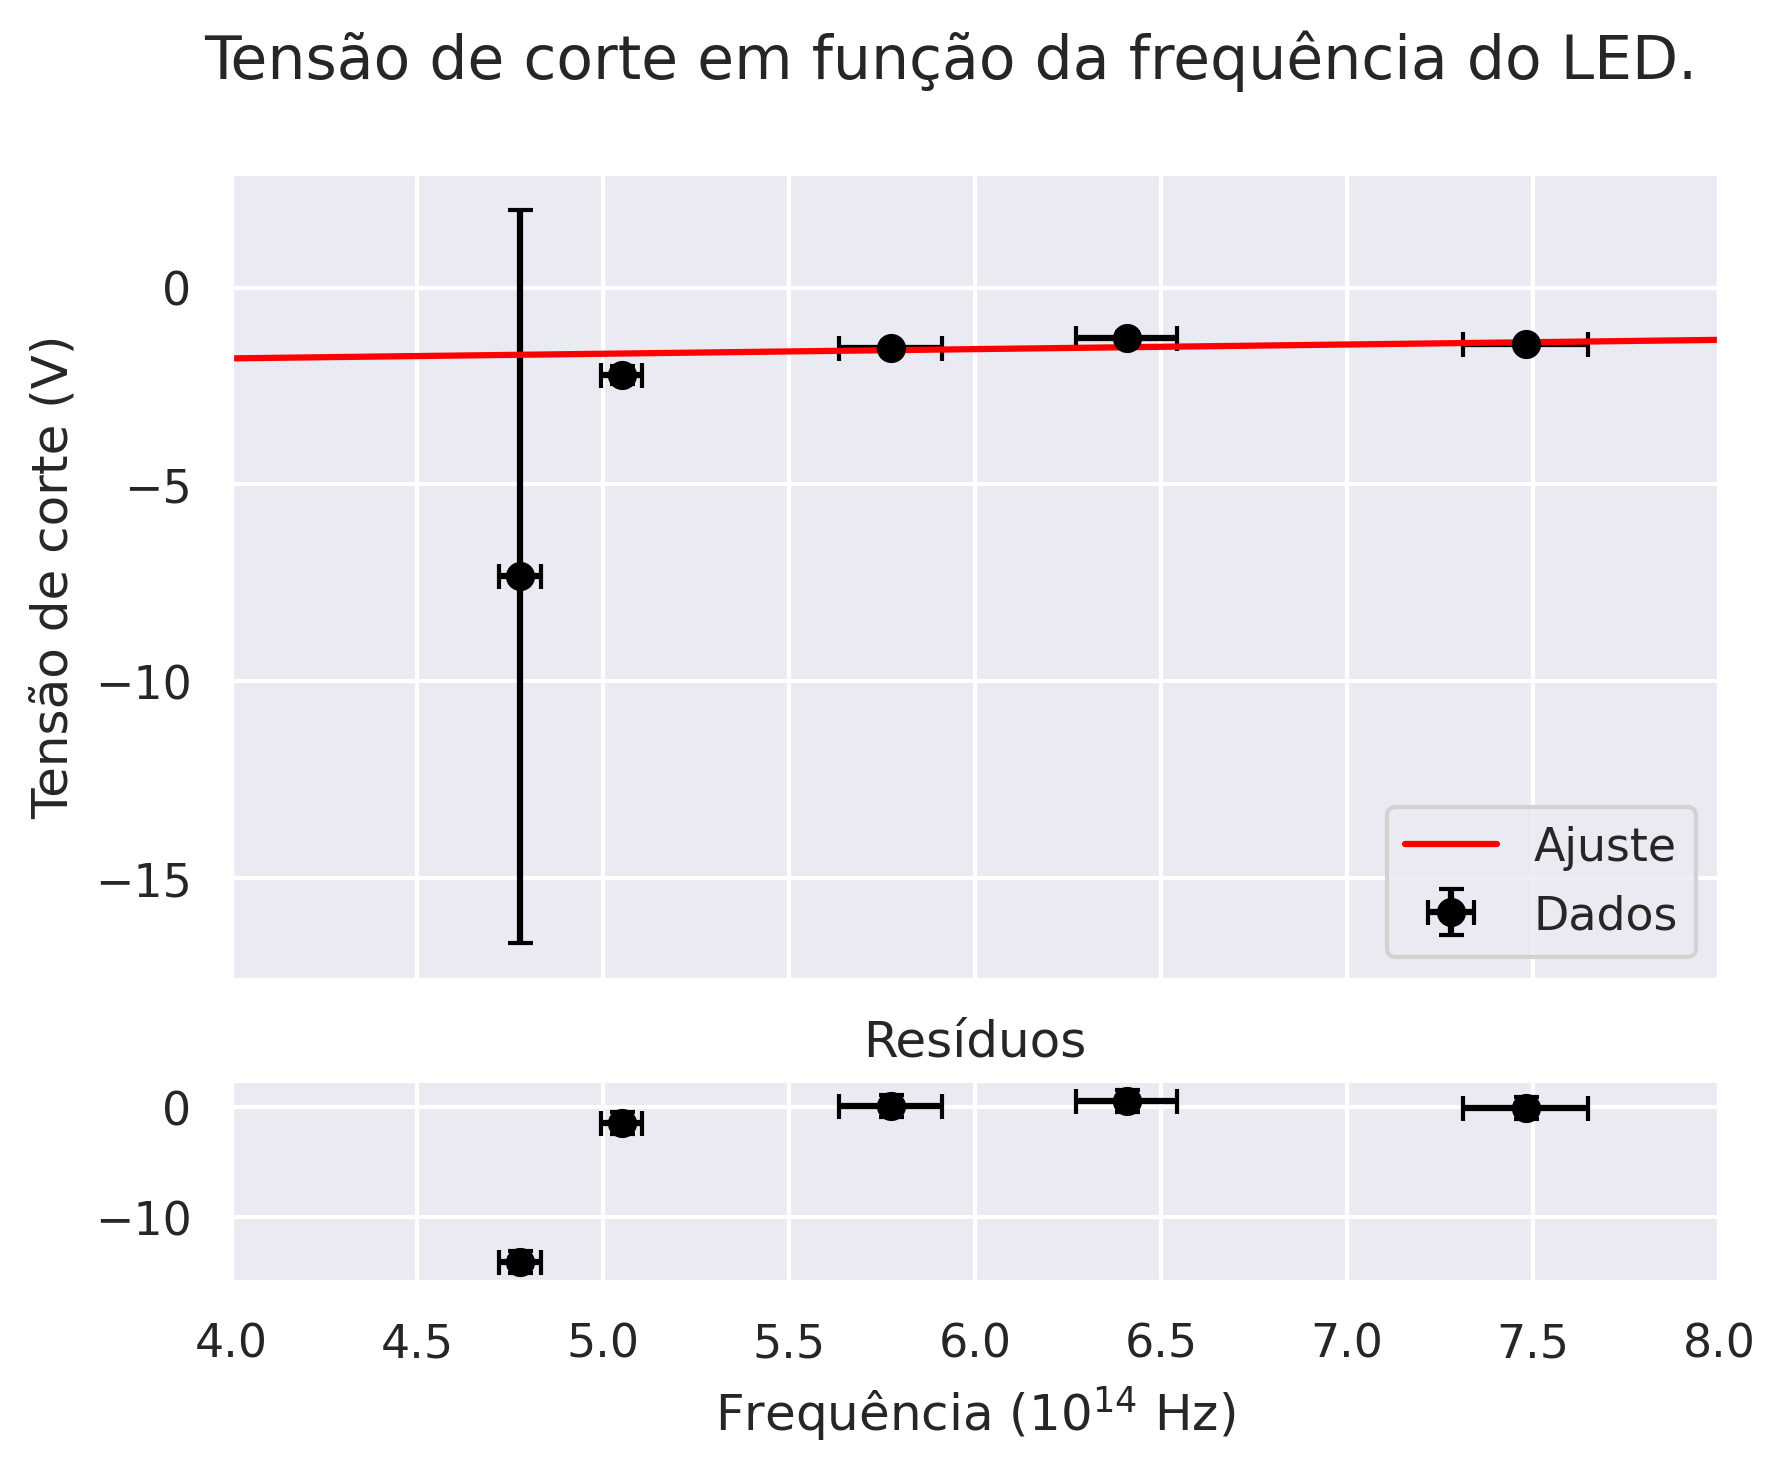 Tensão de corte em função da frequência do LED.
Tensão de corte (V)
0
−5
−10
−15
Ajuste
Dados
Resíduos
0
−10
4.0 4.5 5.0 5.5 6.0 6.5 7.0 7.5 8.0
Frequência (10¹⁴ Hz)